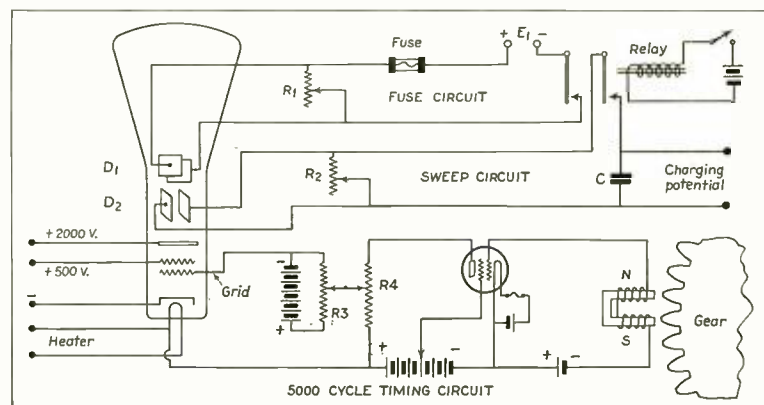 Fuse
+ E1 -
Relay
R1
FUSE CIRCUIT
D1
D2
R2
SWEEP CIRCUIT
C
Charging
potential
+2000 V.
+500 V.
-
Grid
-
+
R3
R4
N
S
Gear
Heater
+
-
+
-
5000 CYCLE TIMING CIRCUIT